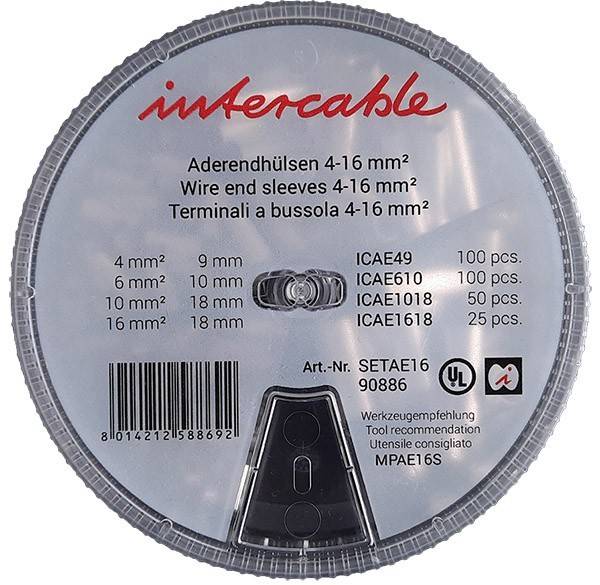 intercable
Aderendhülsen 4-16 mm²
Wire end sleeves 4-16 mm²
Terminali a bussola 4-16 mm²
4 mm² 9 mm ICAE49 100 pcs.
6 mm² 10 mm ICAE610 100 pcs.
10 mm² 18 mm ICAE1018 50 pcs.
16 mm² 18 mm ICAE1618 25 pcs.
Art.-Nr. SETAE16
90886
UL
i
8 014212 588692
Werkzeugempfehlung
Tool recommendation
Utensile consigliato
MPAE16S